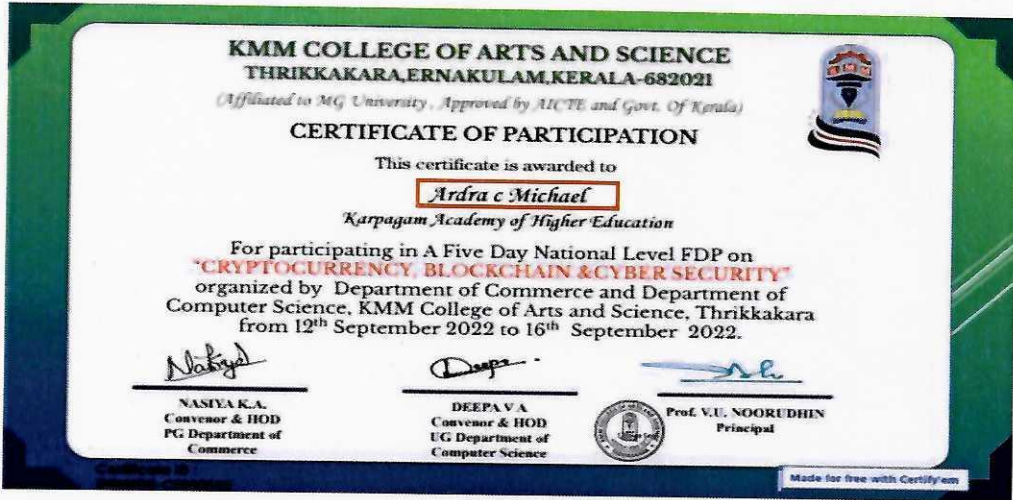 KMM COLLEGE OF ARTS AND SCIENCE
THRIKKAKARA,ERNAKULAM,KERALA-682021
(Affiliated to MG University, Approved by AICTE and Govt. Of Kerala)
CERTIFICATE OF PARTICIPATION
This certificate is awarded to
Ardra c Michael
Karpagam Academy of Higher Education
For participating in A Five Day National Level FDP on
"CRYPTOCURRENCY, BLOCKCHAIN &CYBER SECURITY"
organized by Department of Commerce and Department of
Computer Science, KMM College of Arts and Science, Thrikkakara
from 12th September 2022 to 16th September 2022.
Deepa
NASIYA K.A.
Convenor & HOD
PG Department of
Commerce
DEEPA V A
Convenor & HOD
UG Department of
Computer Science
Prof. V.U. NOORUDHIN
Principal
Made for free with Certify'em